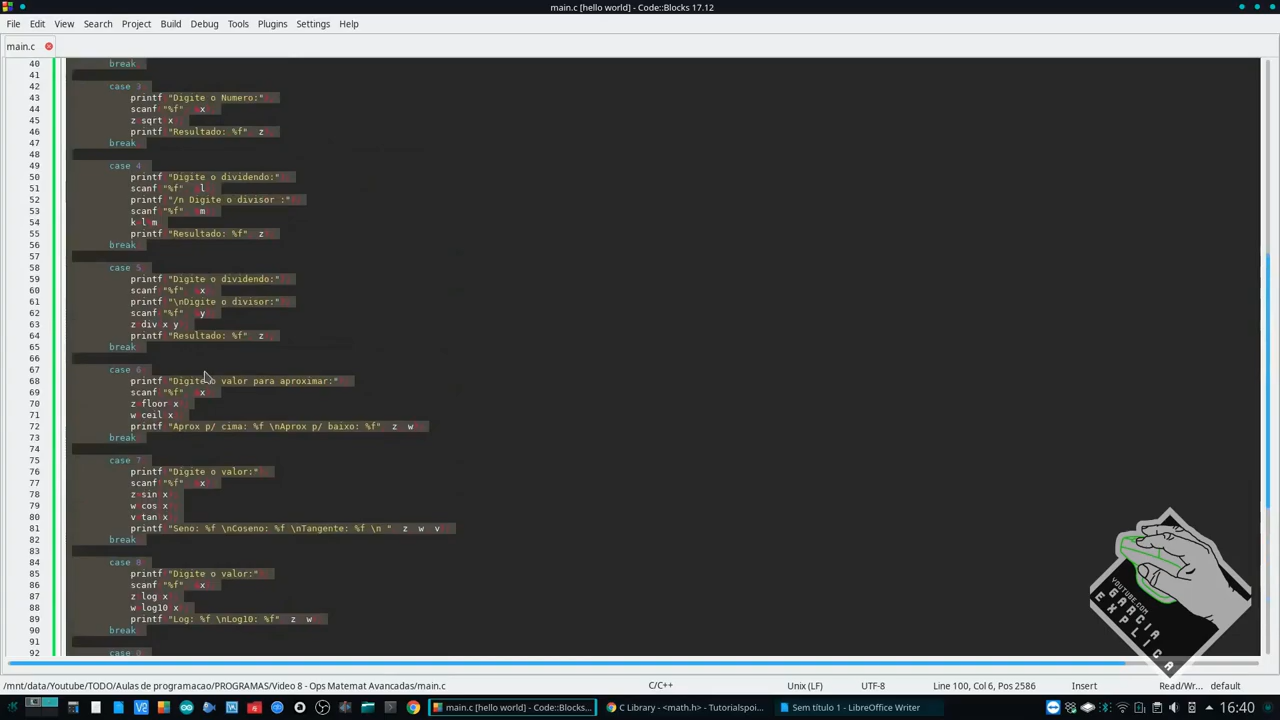 main.c [hello world] - Code::Blocks 17.12
File Edit View Search Project Build Debug Tools Plugins Settings Help
main.c
40 break
41
42 case 3
43 printf "Digite o Numero:"
44 scanf "%f" &x
45 z sqrt x
46 printf "Resultado: %f" z
47 break
48
49 case 4
50 printf "Digite o dividendo:"
51 scanf "%f" &l
52 printf "/n Digite o divisor :"
53 scanf "%f" &m
54 k l m
55 printf "Resultado: %f" z
56 break
57
58 case 5
59 printf "Digite o dividendo:"
60 scanf "%f" &x
61 printf "\nDigite o divisor:"
62 scanf "%f" &y
63 z div x y
64 printf "Resultado: %f" z
65 break
66
67 case 6
68 printf "Digite o valor para aproximar:"
69 scanf "%f" &x
70 z floor x
71 w ceil x
72 printf "Aprox p/ cima: %f \nAprox p/ baixo: %f" z w
73 break
74
75 case 7
76 printf "Digite o valor:"
77 scanf "%f" &x
78 z sin x
79 w cos x
80 v tan x
81 printf "Seno: %f \nCoseno: %f \nTangente: %f \n " z w v
82 break
83
84 case 8
85 printf "Digite o valor:"
86 scanf "%f" &x
87 z log x
88 w log10 x
89 printf "Log: %f \nLog10: %f" z w
90 break
91
92 case
YOUTUBE.COM
GARCIA
EXPLICA
/mnt/data/Youtube/TODO/Aulas de programacao/PROGRAMAS/Video 8 - Ops Matemat Avancadas/main.c C/C++ Unix (LF) UTF-8 Line 100, Col 6, Pos 2586 Insert Read/Wr... default
main.c [hello world] - Code::Blocks... C Library - <math.h> - Tutorialspoi... Sem título 1 - LibreOffice Writer 16:40